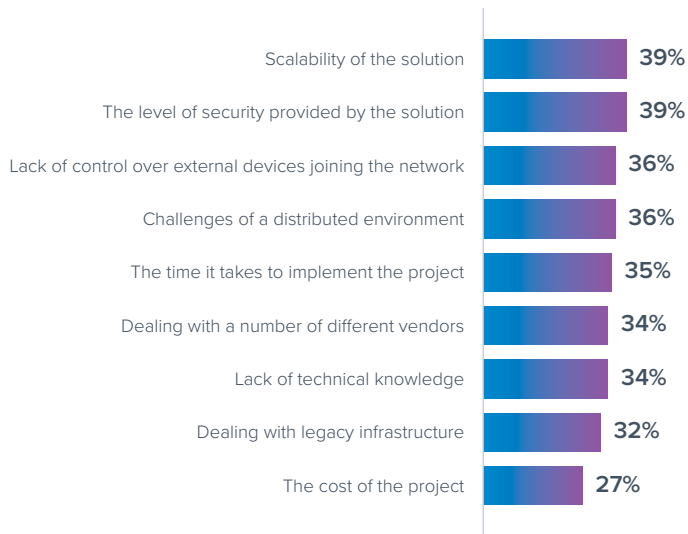 Scalability of the solution 39%
The level of security provided by the solution 39%
Lack of control over external devices joining the network 36%
Challenges of a distributed environment 36%
The time it takes to implement the project 35%
Dealing with a number of different vendors 34%
Lack of technical knowledge 34%
Dealing with legacy infrastructure 32%
The cost of the project 27%